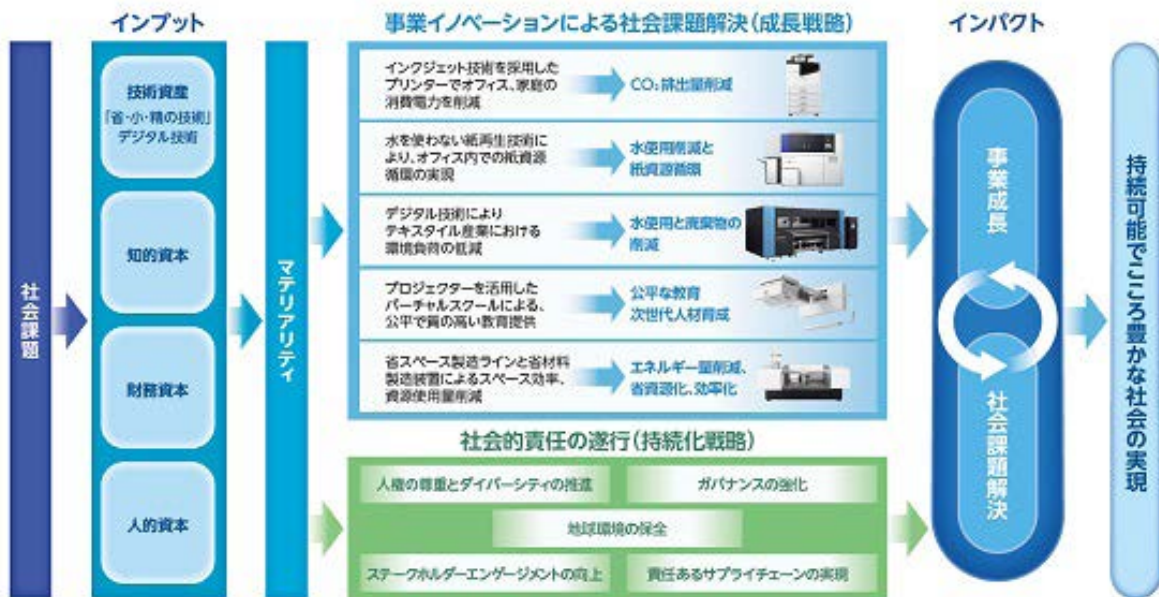 インプット
事業イノベーションによる社会課題解決(成長戦略)
インパクト
社会課題
技術資産
「省・小・精の技術」
デジタル技術
知的資本
財務資本
人的資本
マテリアリティ
インクジェット技術を採用した
プリンターでオフィス、家庭の
消費電力を削減
CO₂排出量削減
水を使わない紙再生技術に
より、オフィス内での紙資源
循環の実現
水使用削減と
紙資源循環
デジタル技術により
テキスタイル産業における
環境負荷の低減
水使用と廃棄物の
削減
プロジェクターを活用した
バーチャルスクールによる、
公平で質の高い教育提供
公平な教育
次世代人材育成
省スペース製造ラインと省材料
製造装置によるスペース効率、
資源使用量削減
エネルギー量削減、
省資源化、効率化
社会的責任の遂行(持続化戦略)
人権の尊重とダイバーシティの推進
ガバナンスの強化
地球環境の保全
ステークホルダーエンゲージメントの向上
責任あるサプライチェーンの実現
事業成長
社会課題解決
持続可能でこころ豊かな社会の実現